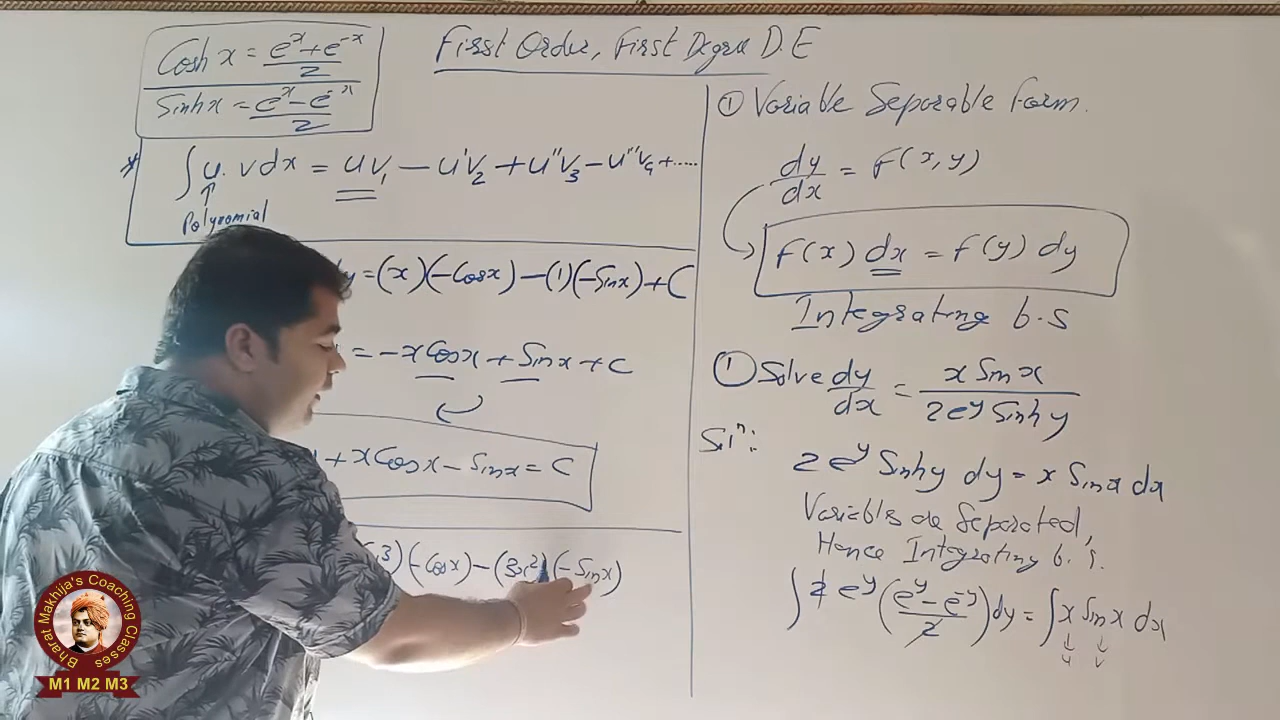 First Order, First Degree D.E
Cosh x = e^x + e^-x / 2
Sinh x = e^x - e^-x / 2
* ∫ u. v dx = uv₁ - u'v₂ + u''v₃ - u'''v₄ + .....
↑
Polynomial
dy = (x)(-Cosx) - (1)(-Sinx) + C
= -x Cosx + Sinx + C
+ x Cosx - Sinx = C
3)(-Cosx) - (3x²)(-Sinx)
① Variable Separable Form.
dy/dx = F(x, y)
f(x) dx = f(y) dy
Integrating b.s
① Solve dy/dx = x Sinx / 2e^y Sinh y
Sol^n:
2 e^y Sinhy dy = x Sinx dx
Variables are Separated,
Hence Integrating b.s.
∫ 2 e^y (e^y - e^-y / 2) dy = ∫ x Sinx dx
↓ ↓
u v
Bharat Makhija's Coaching Classes
M1 M2 M3